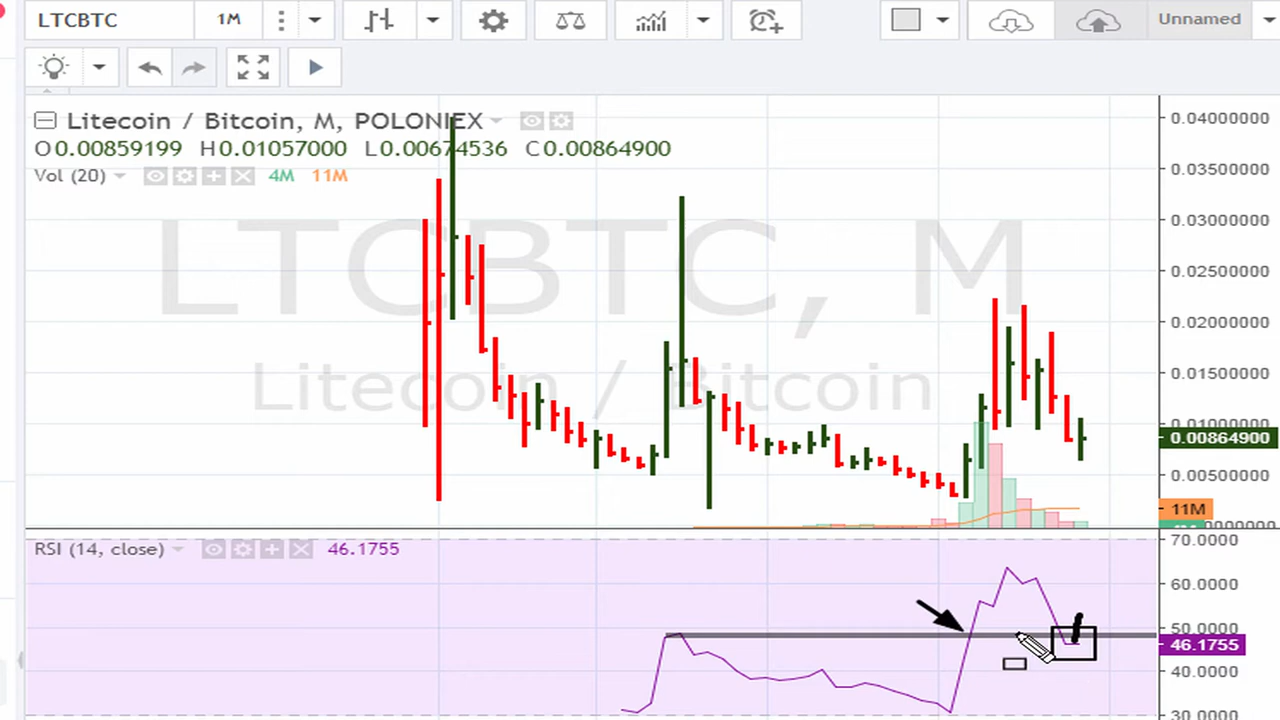 LTCBTC 1M Unnamed
Litecoin / Bitcoin, M, POLONIEX
O0.00859199 H0.01057000 L0.00674536 C0.00864900
Vol (20) 4M 11M
LTCBTC, M
Litecoin / Bitcoin
0.04000000
0.03500000
0.03000000
0.02500000
0.02000000
0.01500000
0.01000000
0.00864900
0.00500000
11M
RSI (14, close) 46.1755
70.0000
60.0000
50.0000
46.1755
40.0000
30.0000